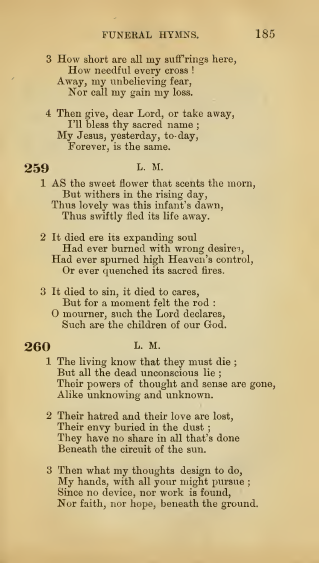 FUNERAL HYMNS. 185
3 How short are all my suff'rings here,
How needful every cross !
Away, my unbelieving fear,
Nor call my gain my loss.
4 Then give, dear Lord, or take away,
I'll bless thy sacred name ;
My Jesus, yesterday, to-day,
Forever, is the same.
259 L. M.
1 AS the sweet flower that scents the morn,
But withers in the rising day,
Thus lovely was this infant's dawn,
Thus swiftly fled its life away.
2 It died ere its expanding soul
Had ever burned with wrong desires,
Had ever spurned high Heaven's control,
Or ever quenched its sacred fires.
3 It died to sin, it died to cares,
But for a moment felt the rod :
O mourner, such the Lord declares,
Such are the children of our God.
260 L. M.
1 The living know that they must die ;
But all the dead unconscious lie ;
Their powers of thought and sense are gone,
Alike unknowing and unknown.
2 Their hatred and their love are lost,
Their envy buried in the dust ;
They have no share in all that's done
Beneath the circuit of the sun.
3 Then what my thoughts design to do,
My hands, with all your might pursue ;
Since no device, nor work is found,
Nor faith, nor hope, beneath the ground.